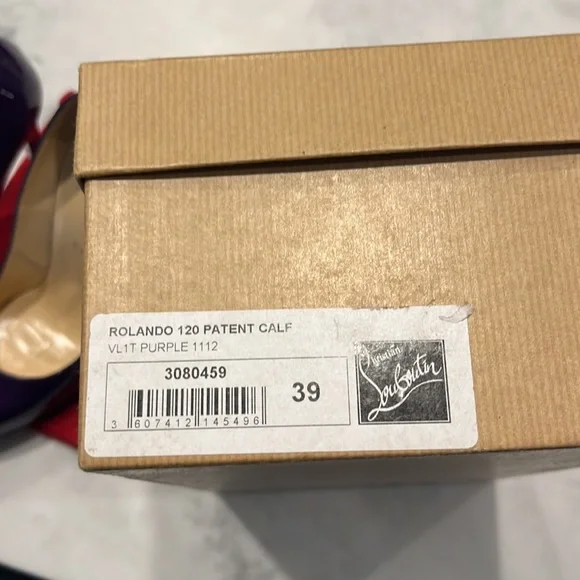 ROLANDO 120 PATENT CALF
VL1T PURPLE 1112
3080459
39
3 607412 145496
Christian
Louboutin